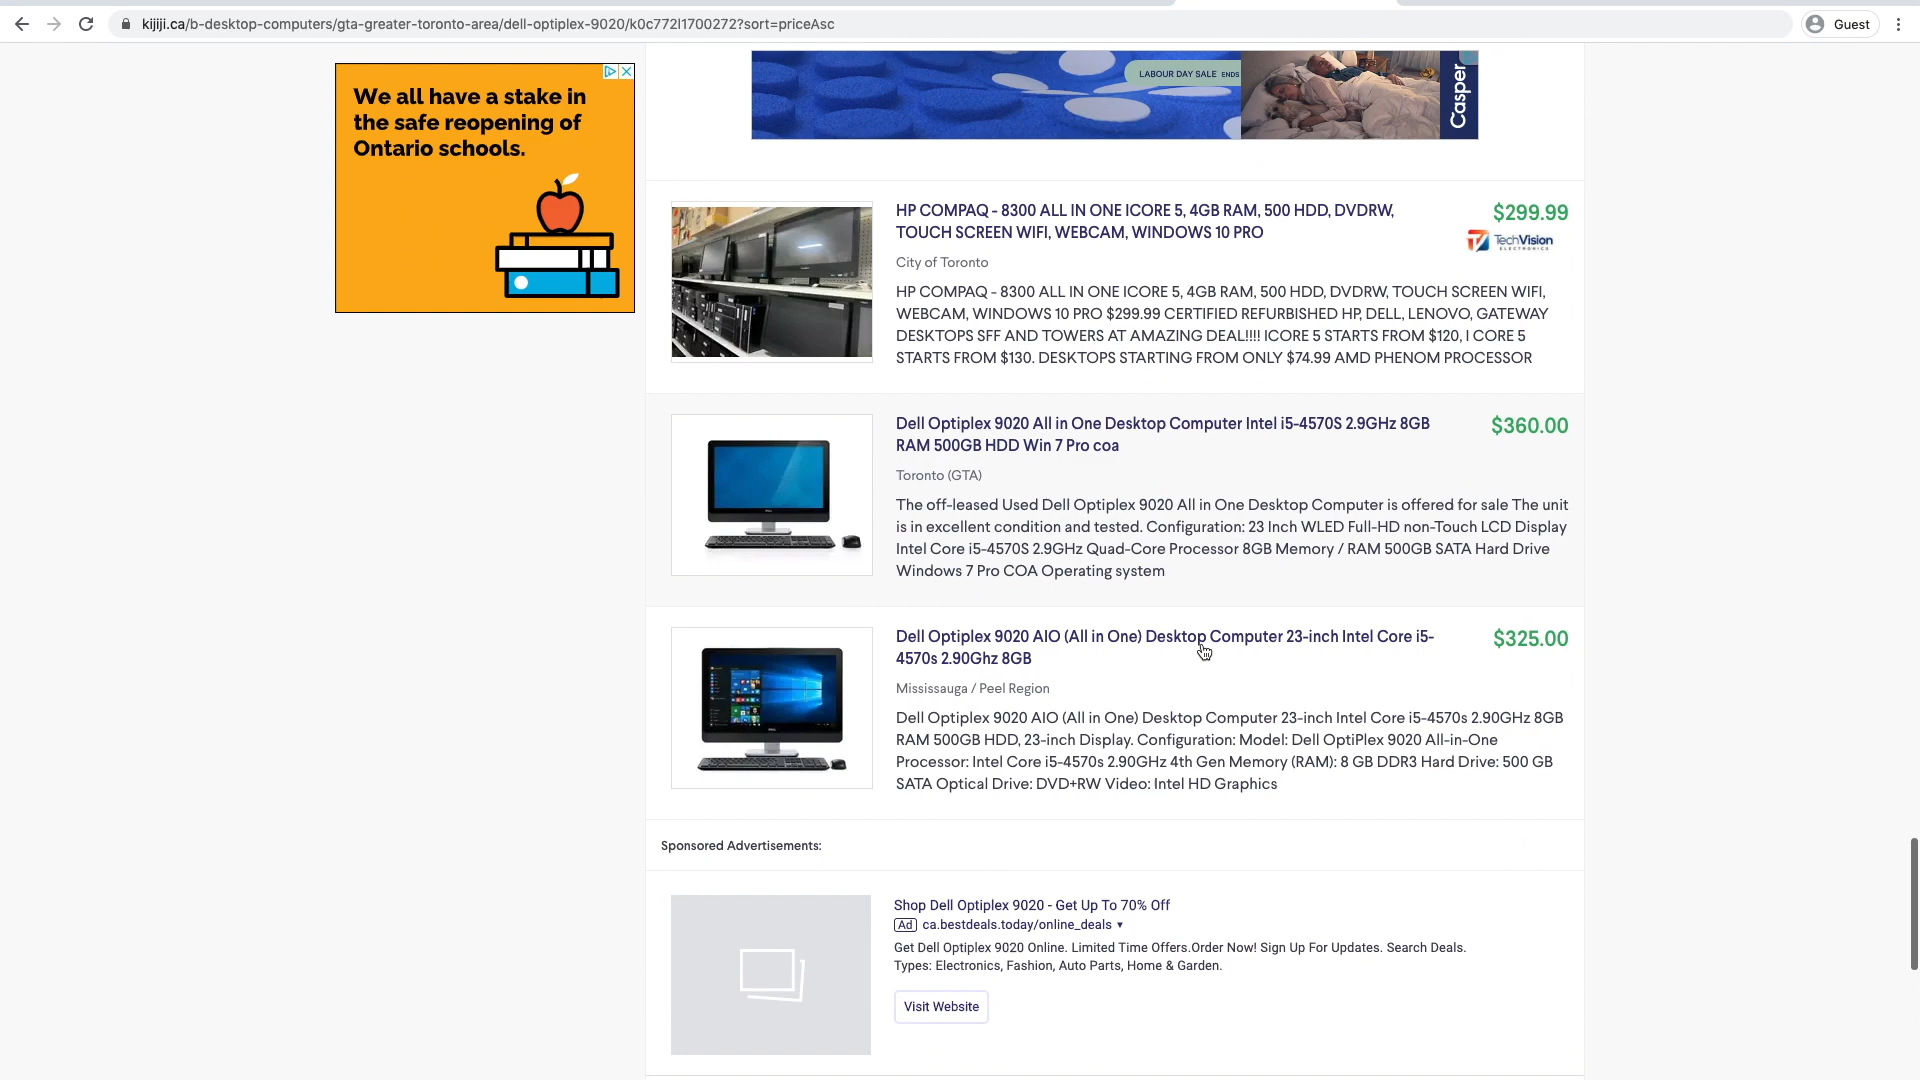 kijiji.ca/b-desktop-computers/gta-greater-toronto-area/dell-optiplex-9020/k0c772l1700272?sort=priceAsc
Guest
We all have a stake in
the safe reopening of
Ontario schools.
LABOUR DAY SALE ENDS
Casper
HP COMPAQ - 8300 ALL IN ONE ICORE 5, 4GB RAM, 500 HDD, DVDRW,
TOUCH SCREEN WIFI, WEBCAM, WINDOWS 10 PRO
$299.99
TechVision
ELECTRONICS
City of Toronto
HP COMPAQ - 8300 ALL IN ONE ICORE 5, 4GB RAM, 500 HDD, DVDRW, TOUCH SCREEN WIFI,
WEBCAM, WINDOWS 10 PRO $299.99 CERTIFIED REFURBISHED HP, DELL, LENOVO, GATEWAY
DESKTOPS SFF AND TOWERS AT AMAZING DEAL!!!! ICORE 5 STARTS FROM $120, I CORE 5
STARTS FROM $130. DESKTOPS STARTING FROM ONLY $74.99 AMD PHENOM PROCESSOR
Dell Optiplex 9020 All in One Desktop Computer Intel i5-4570S 2.9GHz 8GB
RAM 500GB HDD Win 7 Pro coa
$360.00
Toronto (GTA)
The off-leased Used Dell Optiplex 9020 All in One Desktop Computer is offered for sale The unit
is in excellent condition and tested. Configuration: 23 Inch WLED Full-HD non-Touch LCD Display
Intel Core i5-4570S 2.9GHz Quad-Core Processor 8GB Memory / RAM 500GB SATA Hard Drive
Windows 7 Pro COA Operating system
Dell Optiplex 9020 AIO (All in One) Desktop Computer 23-inch Intel Core i5-
4570s 2.90Ghz 8GB
$325.00
Mississauga / Peel Region
Dell Optiplex 9020 AIO (All in One) Desktop Computer 23-inch Intel Core i5-4570s 2.90GHz 8GB
RAM 500GB HDD, 23-inch Display. Configuration: Model: Dell OptiPlex 9020 All-in-One
Processor: Intel Core i5-4570s 2.90GHz 4th Gen Memory (RAM): 8 GB DDR3 Hard Drive: 500 GB
SATA Optical Drive: DVD+RW Video: Intel HD Graphics
Sponsored Advertisements:
Shop Dell Optiplex 9020 - Get Up To 70% Off
Ad ca.bestdeals.today/online_deals
Get Dell Optiplex 9020 Online. Limited Time Offers.Order Now! Sign Up For Updates. Search Deals.
Types: Electronics, Fashion, Auto Parts, Home & Garden.
Visit Website